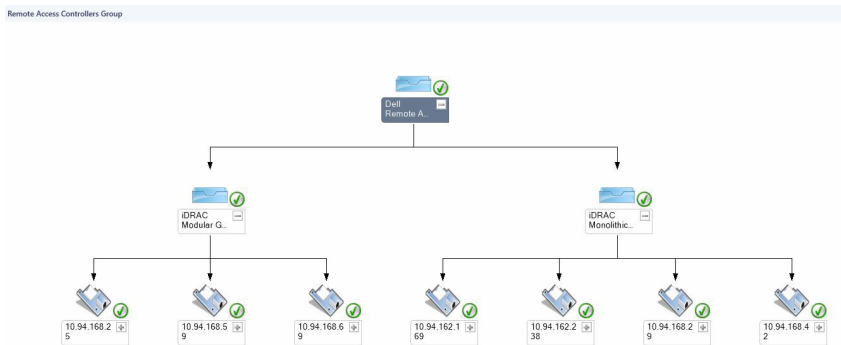 Remote Access Controllers Group
Dell
Remote A..
iDRAC
Modular G..
iDRAC
Monolithic..
10.94.168.2
5
10.94.168.5
9
10.94.168.6
9
10.94.162.1
69
10.94.162.2
38
10.94.168.2
9
10.94.168.4
2